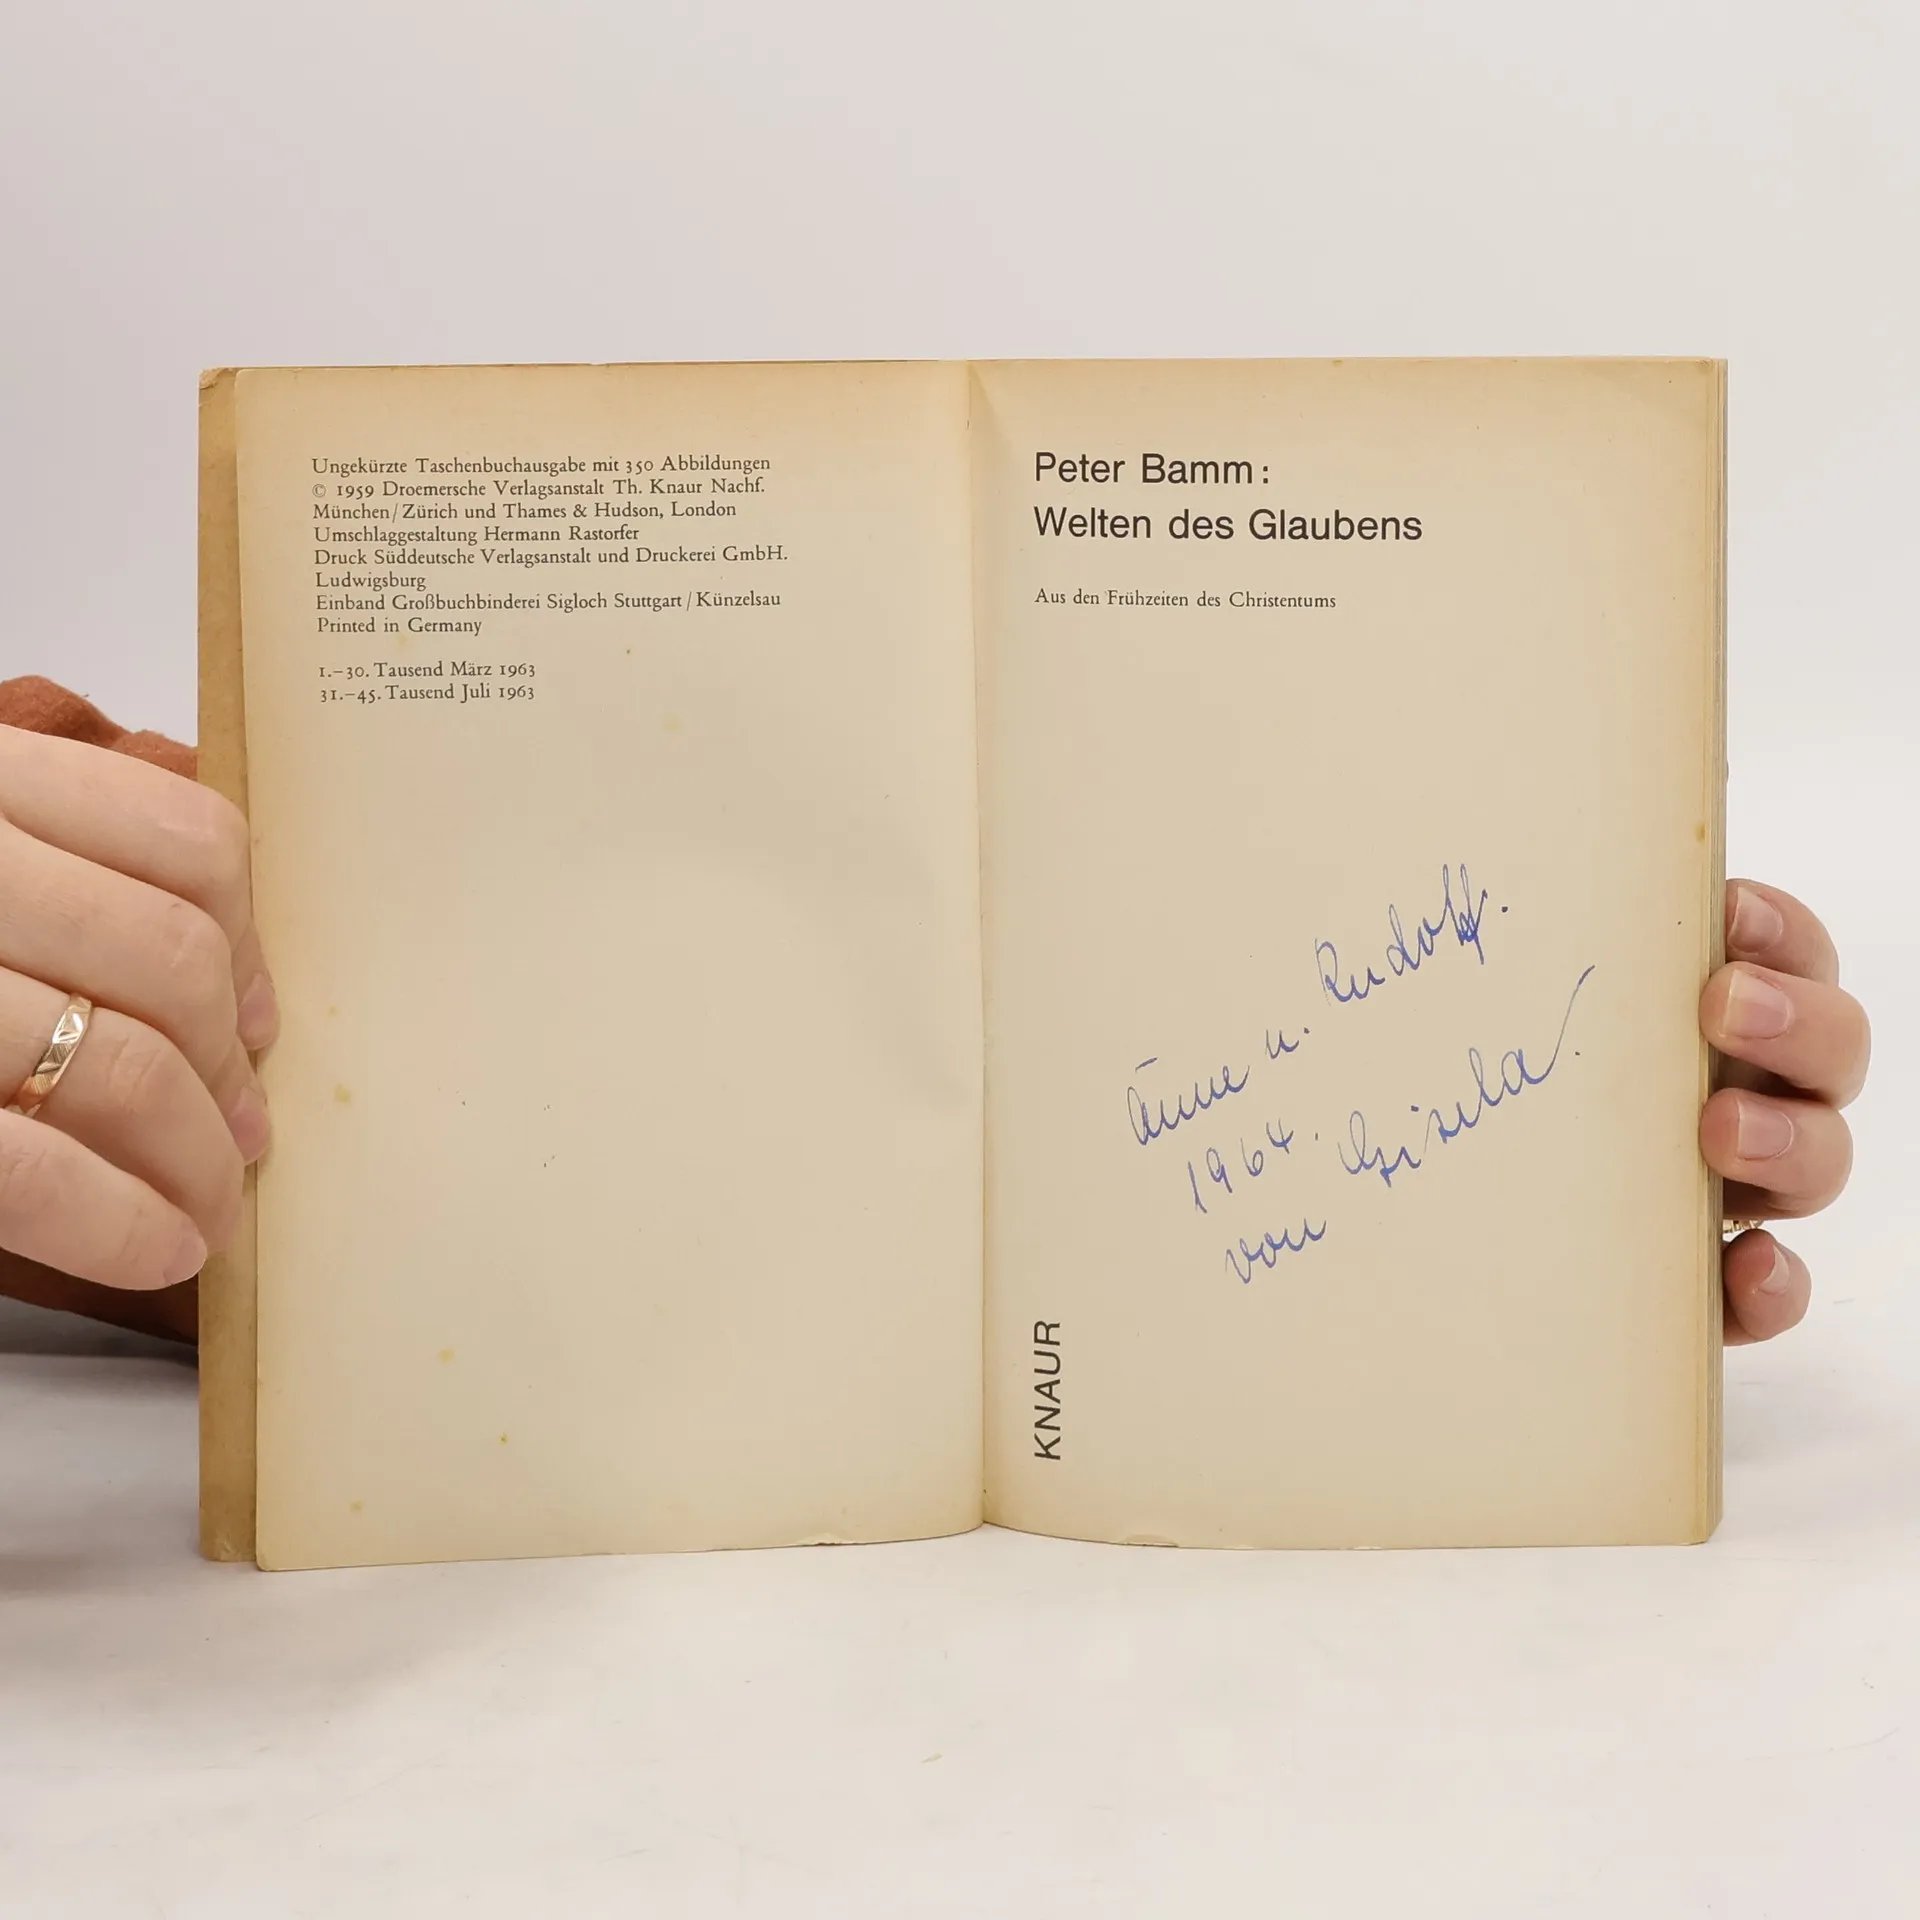 Ungekürzte Taschenbuchausgabe mit 350 Abbildungen
© 1959 Droemersche Verlagsanstalt Th. Knaur Nachf.
München/Zürich und Thames & Hudson, London
Umschlaggestaltung Hermann Rastorfer
Druck Süddeutsche Verlagsanstalt und Druckerei GmbH.
Ludwigsburg
Einband Großbuchbinderei Sigloch Stuttgart/Künzelsau
Printed in Germany
1.–30. Tausend März 1963
31.–45. Tausend Juli 1963
Peter Bamm:
Welten des Glaubens
Aus den Frühzeiten des Christentums
Änne u. Rudolf.
1964.
von Gisela.
KNAUR